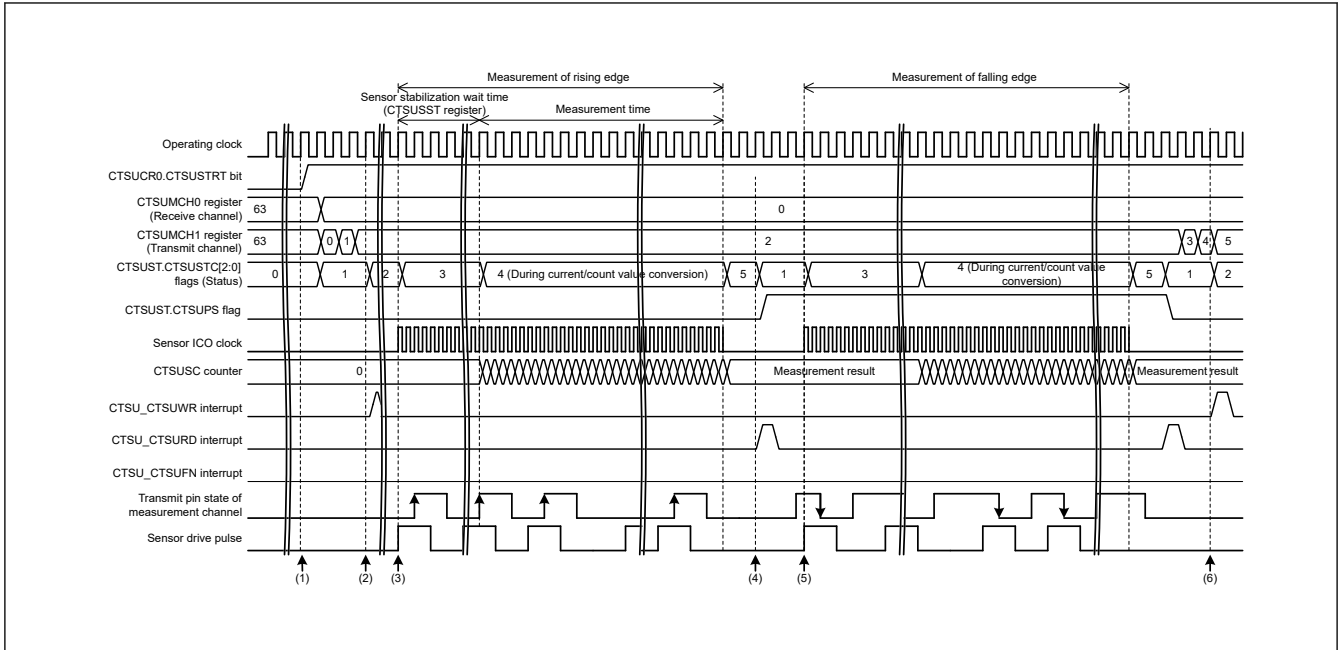 Measurement of rising edge
Measurement of falling edge
Sensor stabilization wait time
(CTSUSST register)
Measurement time
Operating clock
CTSUCR0.CTSUSTRT bit
CTSUMCH0 register
(Receive channel)
63
0
CTSUMCH1 register
(Transmit channel)
63 0 1 2 3 4 5
CTSUST.CTSUSTC[2:0]
flags (Status)
0 1 2 3 4 (During current/count value conversion) 5 1 3 4 (During current/count value
conversion) 5 1 2
CTSUST.CTSUPS flag
Sensor ICO clock
CTSUSC counter
0 Measurement result Measurement result
CTSU_CTSUWR interrupt
CTSU_CTSURD interrupt
CTSU_CTSUFN interrupt
Transmit pin state of
measurement channel
Sensor drive pulse
(1) (2) (3) (4) (5) (6)